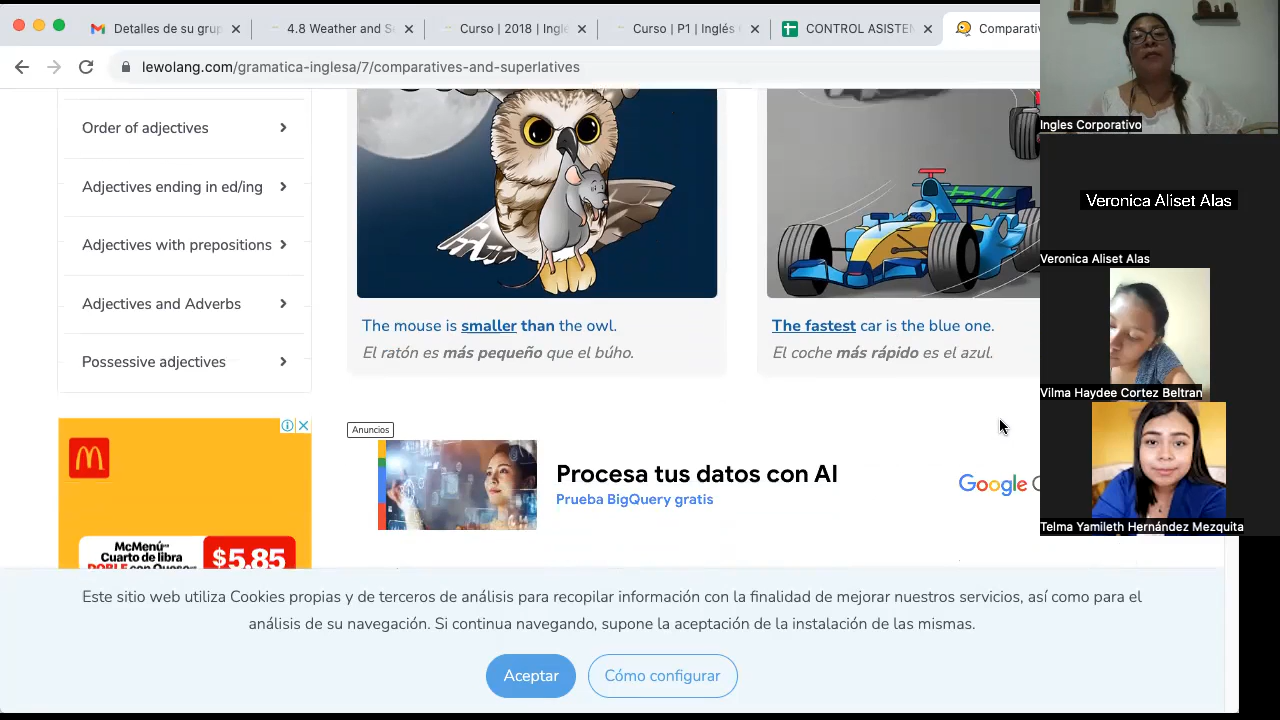 Detalles de su grup
4.8 Weather and Se
Curso | 2018 | Ingle
Curso | P1 | Inglés
CONTROL ASISTEN
Comparativ
lewolang.com/gramatica-inglesa/7/comparatives-and-superlatives
Order of adjectives
Adjectives ending in ed/ing
Adjectives with prepositions
Adjectives and Adverbs
Possessive adjectives
The mouse is smaller than the owl.
El ratón es más pequeño que el búho.
The fastest car is the blue one.
El coche más rápido es el azul.
Anuncios
Procesa tus datos con AI
Prueba BigQuery gratis
Google
McMenú
Cuarto de libra
DOBLE con Queso
$5.85
Este sitio web utiliza Cookies propias y de terceros de análisis para recopilar información con la finalidad de mejorar nuestros servicios, así como para el
análisis de su navegación. Si continua navegando, supone la aceptación de la instalación de las mismas.
Aceptar
Cómo configurar
Ingles Corporativo
Veronica Aliset Alas
Veronica Aliset Alas
Vilma Haydee Cortez Beltran
Telma Yamileth Hernández Mezquita